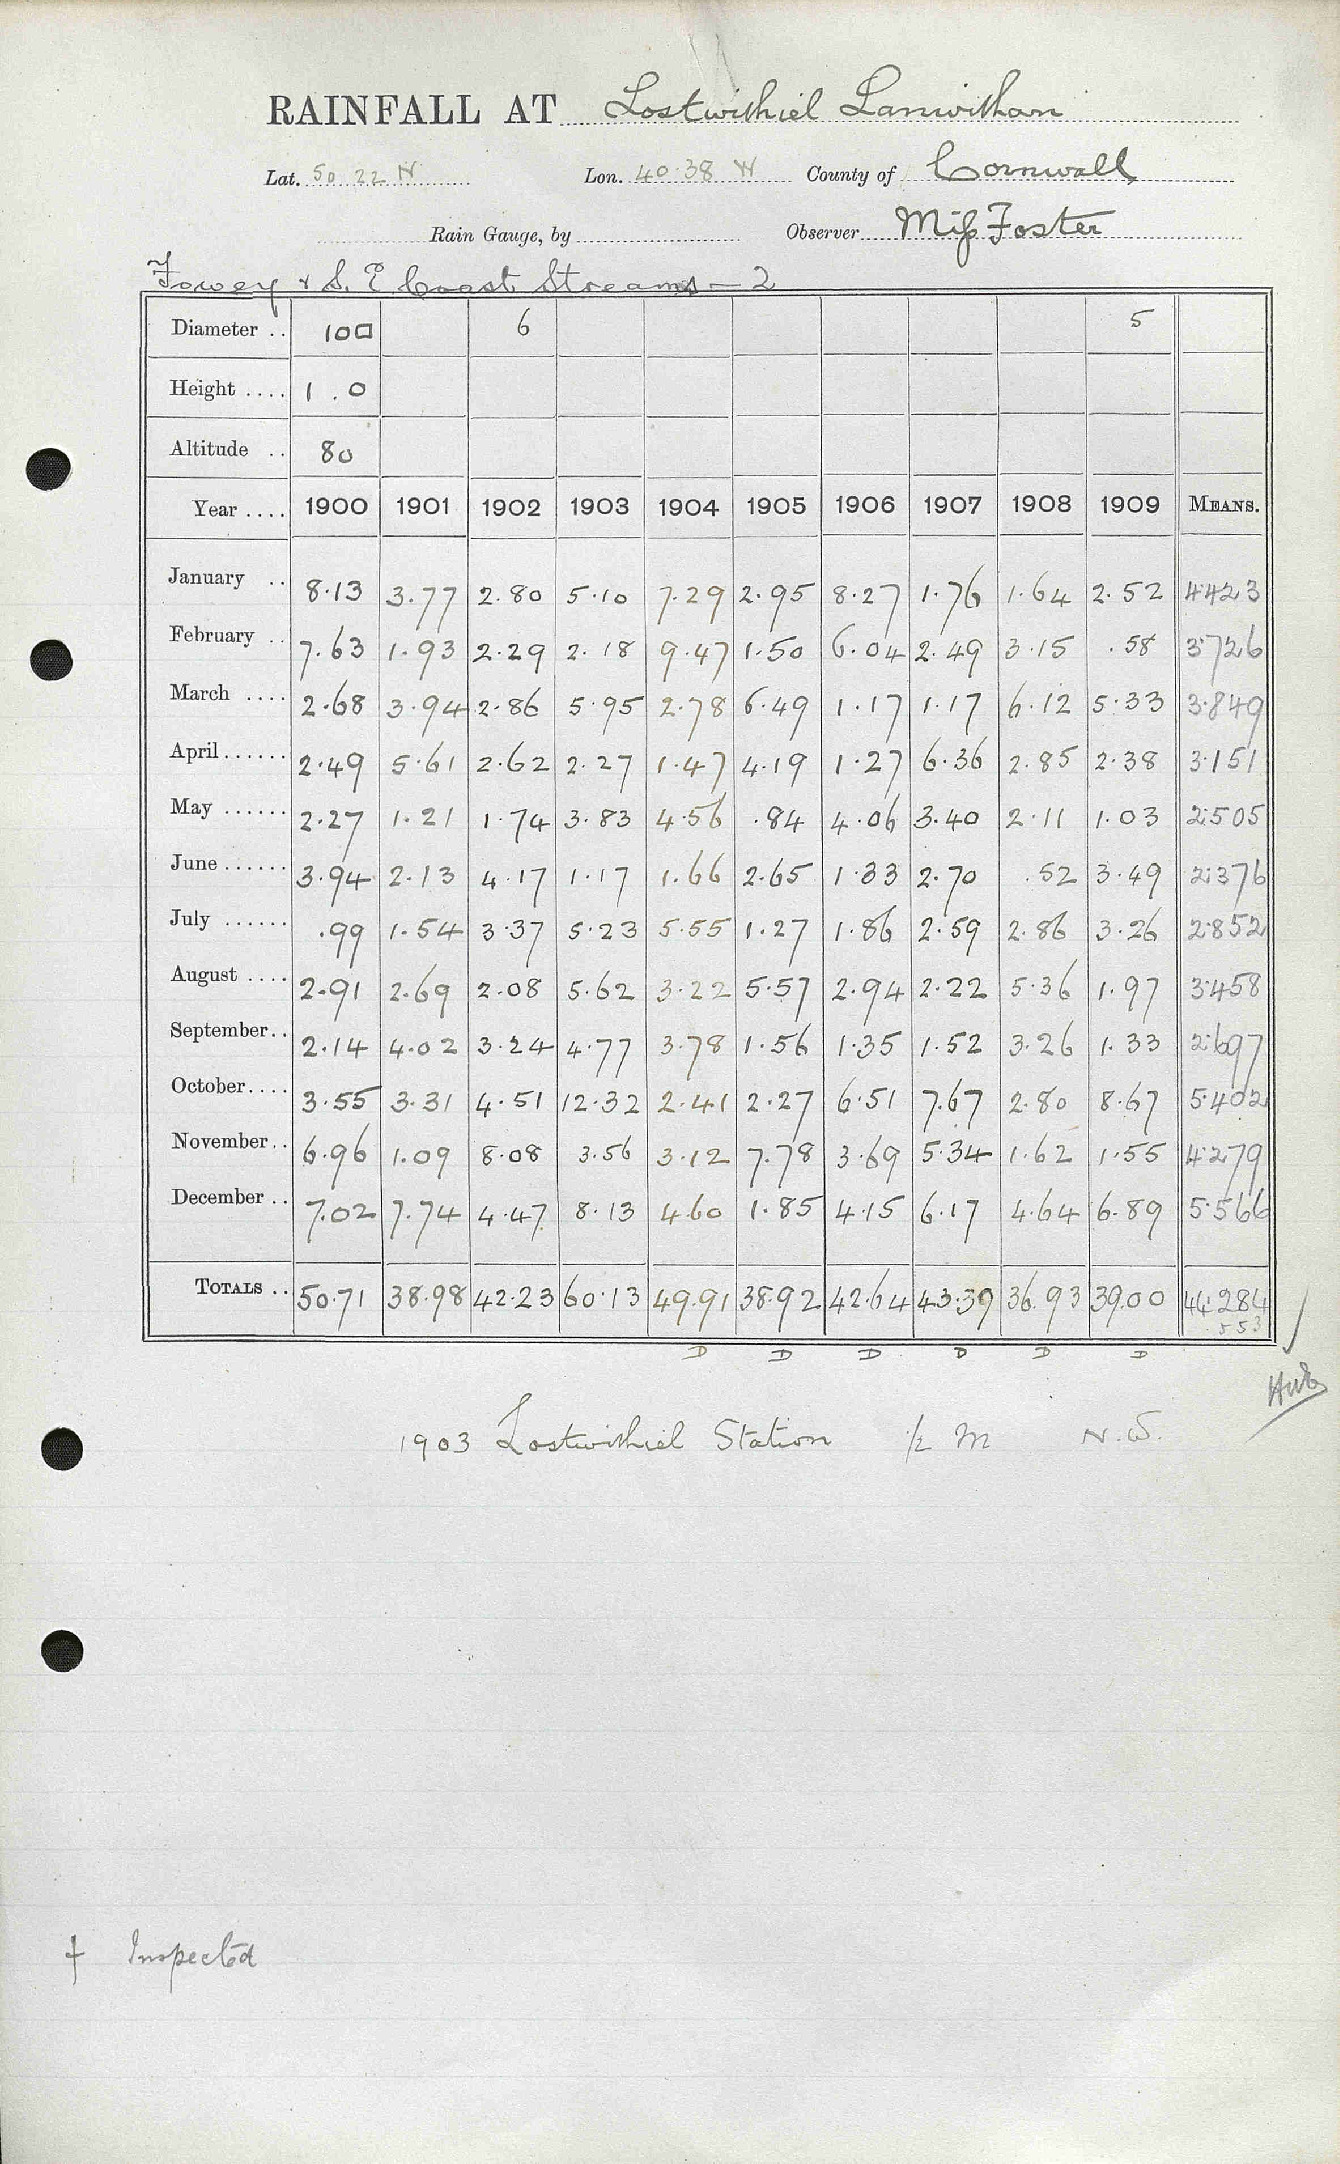 RAINFALL AT Lostwithiel Lanwithan
Lat. 50 22 N Lon. 40.38 W County of Cornwall
Rain Gauge, by Observer Miss Foster
Fowey & S. E Coast Streams - 2
Diameter .. 10□ 6 5
Height .... 1.0
Altitude .. 80
Year .... 1900 1901 1902 1903 1904 1905 1906 1907 1908 1909 MEANS.
January .. 8.13 3.77 2.80 5.10 7.29 2.95 8.27 1.76 1.64 2.52 4.423
February .. 7.63 1.93 2.29 2.18 9.47 1.50 6.04 2.49 3.15 .58 3.726
March .... 2.68 3.94 2.86 5.95 2.78 6.49 1.17 1.17 6.12 5.33 3.849
April...... 2.49 5.61 2.62 2.27 1.47 4.19 1.27 6.36 2.85 2.38 3.151
May ...... 2.27 1.21 1.74 3.83 4.56 .84 4.06 3.40 2.11 1.03 2.505
June ...... 3.94 2.13 4.17 1.17 1.66 2.65 1.33 2.70 .52 3.49 2.376
July ...... .99 1.54 3.37 5.23 5.55 1.27 1.86 2.59 2.86 3.26 2.852
August .... 2.91 2.69 2.08 5.62 3.22 5.57 2.94 2.22 5.36 1.97 3.458
September.. 2.14 4.02 3.24 4.77 3.78 1.56 1.35 1.52 3.26 1.33 2.697
October.... 3.55 3.31 4.51 12.32 2.41 2.27 6.51 7.67 2.80 8.67 5.402
November.. 6.96 1.09 8.08 3.56 3.12 7.78 3.69 5.34 1.62 1.55 4.279
December .. 7.02 7.74 4.47 8.13 4.60 1.85 4.15 6.17 4.64 6.89 5.566
TOTALS .. 50.71 38.98 42.23 60.13 49.91 38.92 42.64 43.39 36.93 39.00 44.284
553
D D D D D D
1903 Lostwithiel Station 1/2 M N.W.
† Inspected